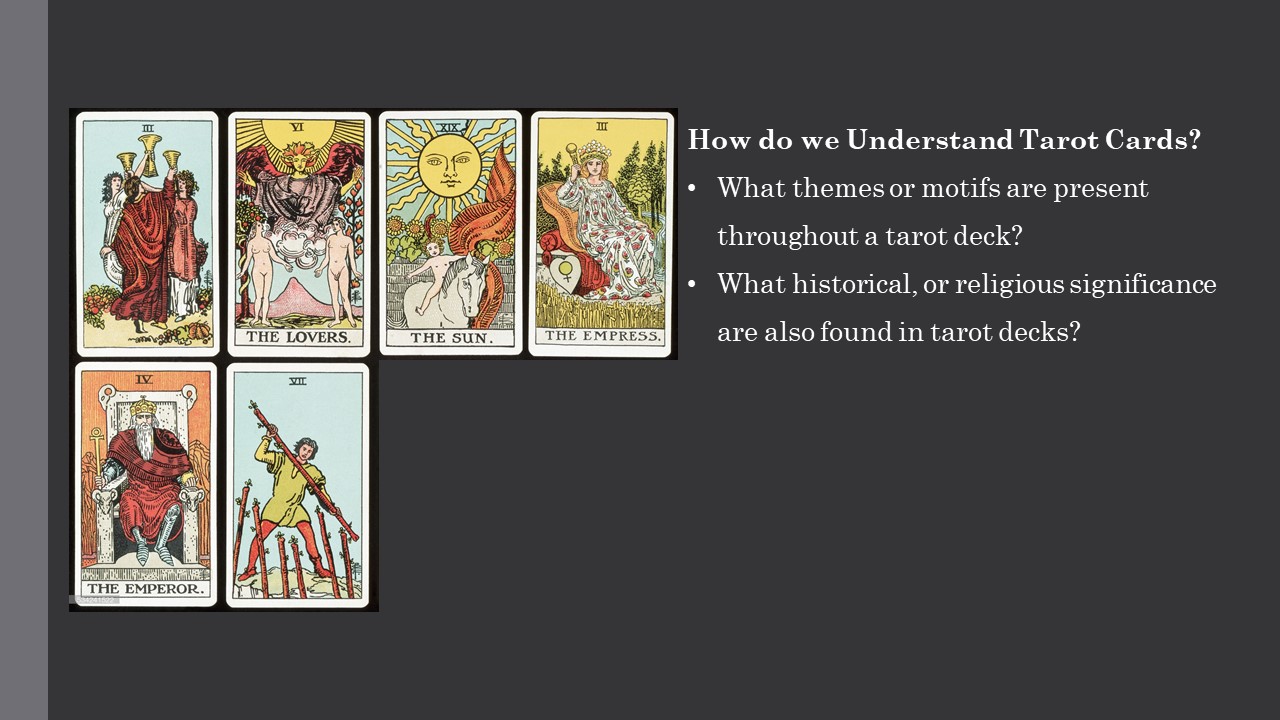 III
VI
THE LOVERS.
XIX
THE SUN.
III
THE EMPRESS.
How do we Understand Tarot Cards?
• What themes or motifs are present
throughout a tarot deck?
• What historical, or religious significance
are also found in tarot decks?
IV
THE EMPEROR.
VII